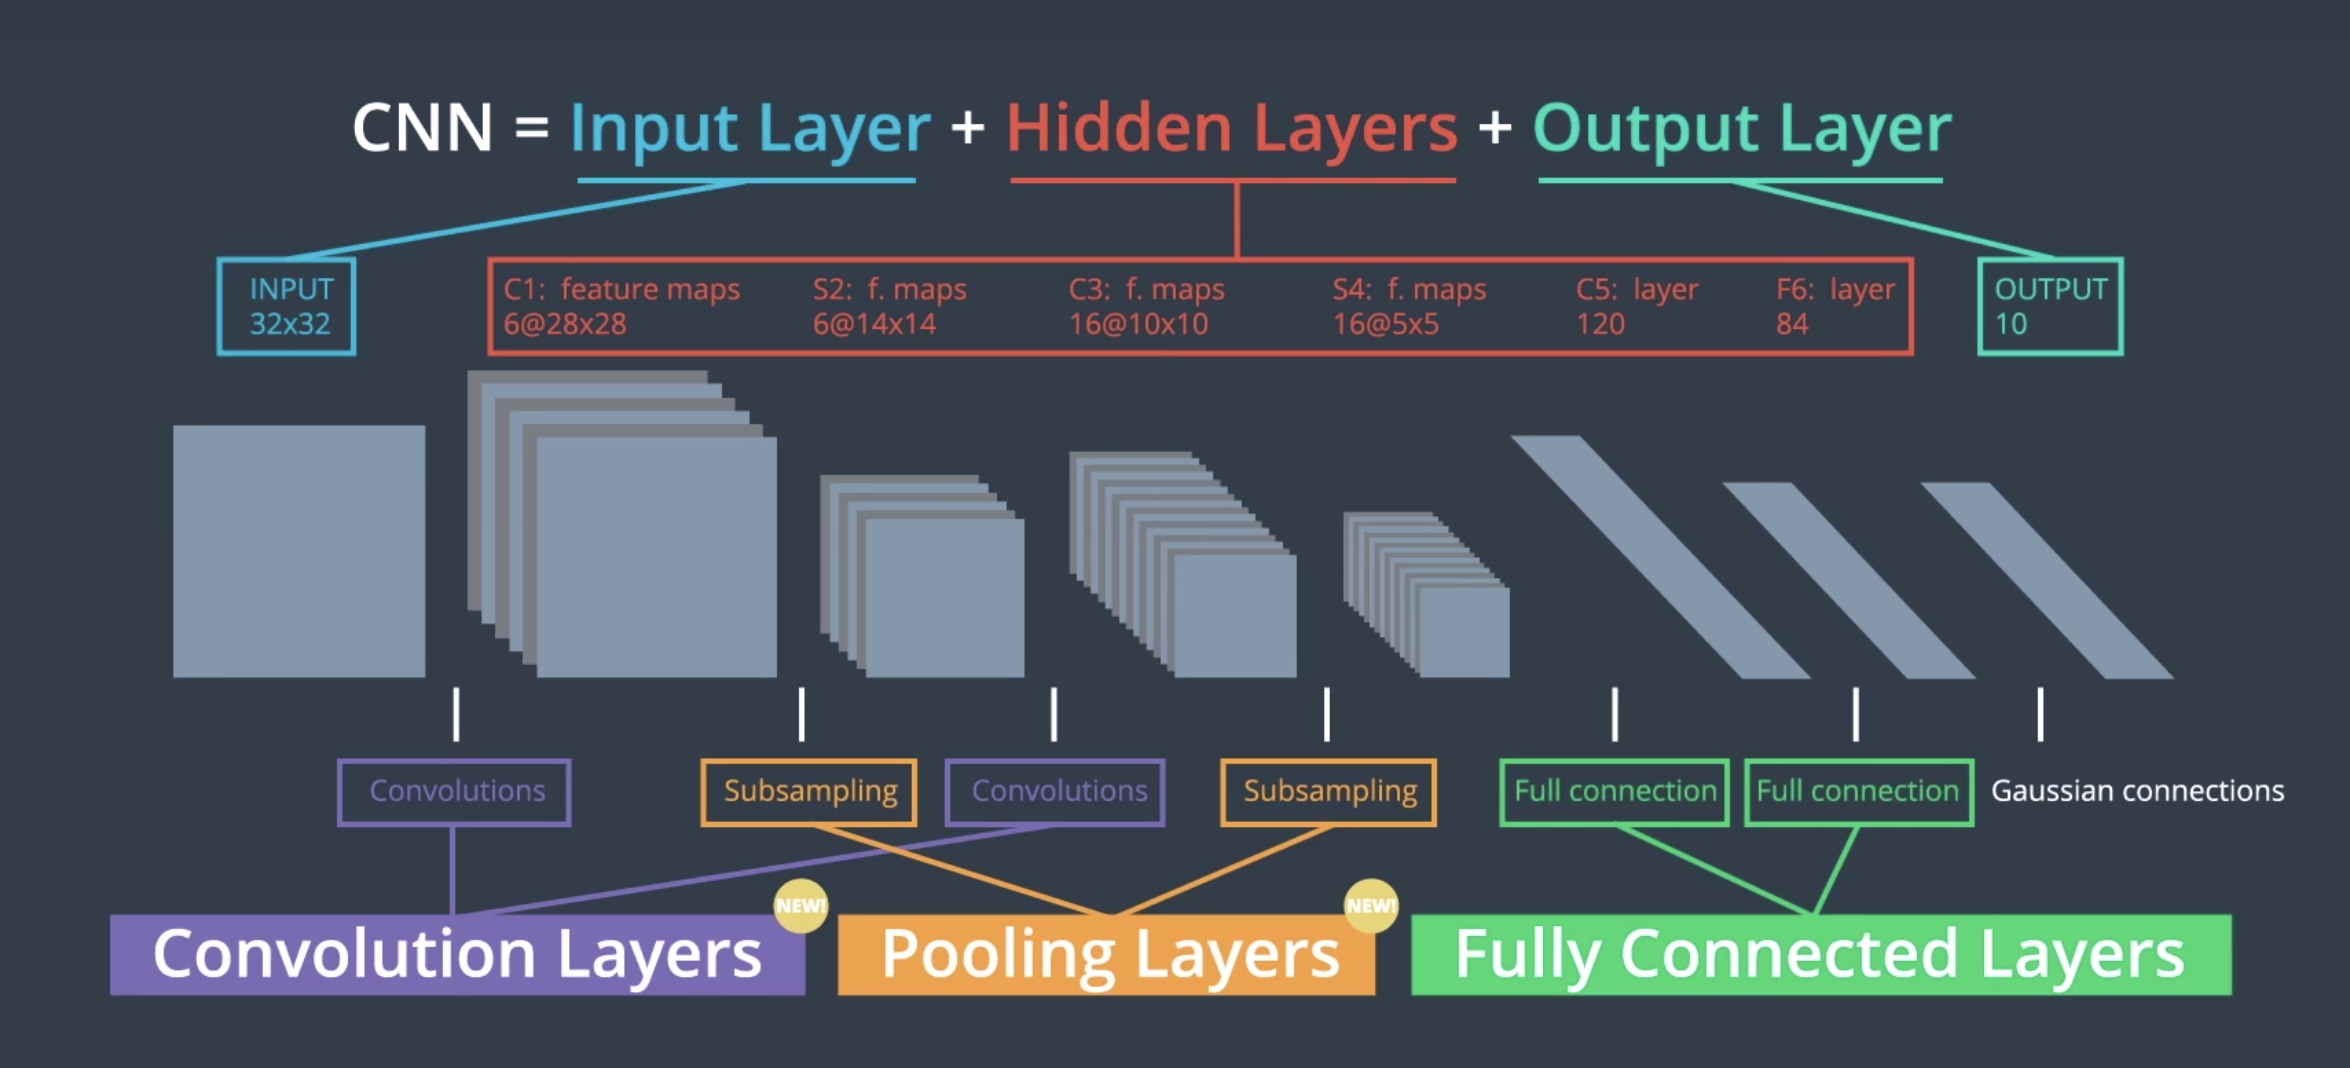 CNN = Input Layer + Hidden Layers + Output Layer
INPUT
32x32
C1: feature maps
6@28x28
S2: f. maps
6@14x14
C3: f. maps
16@10x10
S4: f. maps
16@5x5
C5: layer
120
F6: layer
84
OUTPUT
10
Convolutions
Subsampling
Convolutions
Subsampling
Full connection
Full connection
Gaussian connections
NEW!
NEW!
Convolution Layers
Pooling Layers
Fully Connected Layers